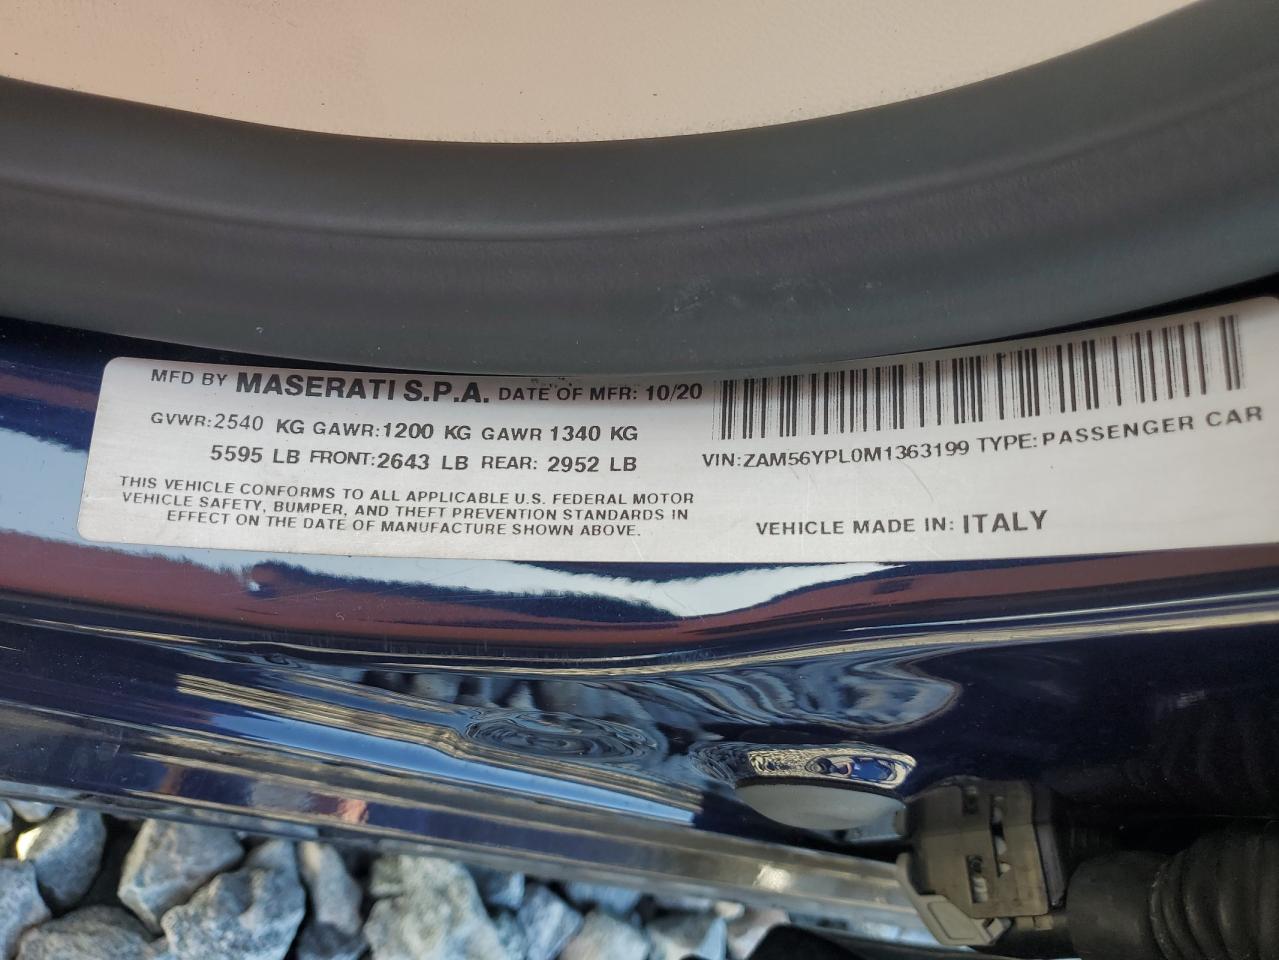 MFD BY MASERATI S.P.A. DATE OF MFR: 10/20
GVWR:2540 KG GAWR:1200 KG GAWR 1340 KG
5595 LB FRONT:2643 LB REAR: 2952 LB
THIS VEHICLE CONFORMS TO ALL APPLICABLE U.S. FEDERAL MOTOR
VEHICLE SAFETY, BUMPER, AND THEFT PREVENTION STANDARDS IN
EFFECT ON THE DATE OF MANUFACTURE SHOWN ABOVE.
VIN:ZAM56YPL0M1363199 TYPE:PASSENGER CAR
VEHICLE MADE IN: ITALY